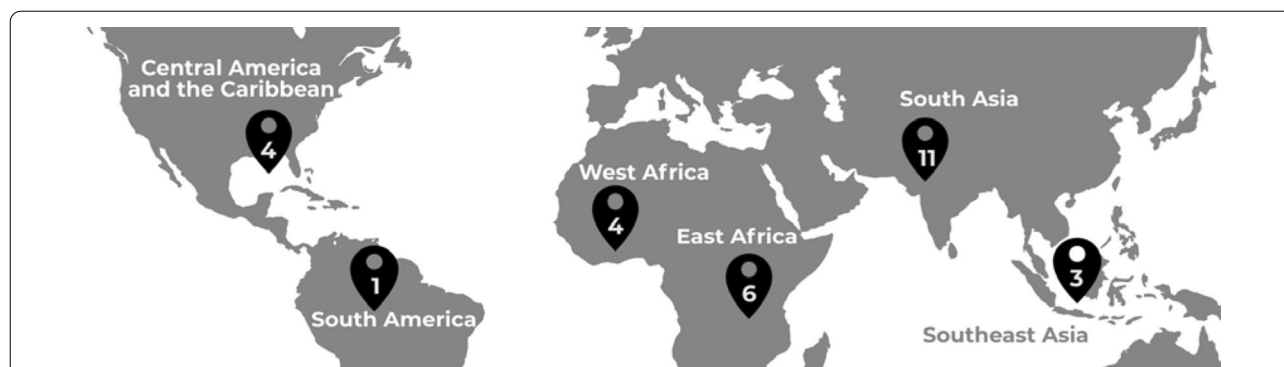 Central America
and the Caribbean
4
South Asia
11
West Africa
4
East Africa
6
3
1
South America
Southeast Asia